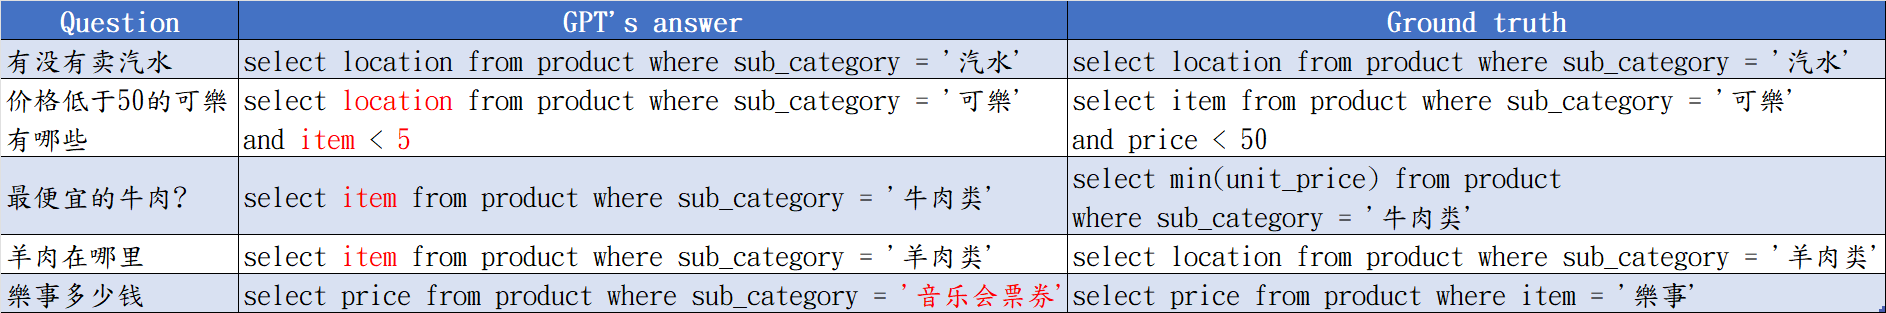 Question GPT's answer Ground truth
有没有卖汽水 select location from product where sub_category = '汽水' select location from product where sub_category = '汽水'
价格低于50的可樂 select location from product where sub_category = '可樂' select item from product where sub_category = '可樂'
有哪些 and item < 5 and price < 50
最便宜的牛肉? select item from product where sub_category = '牛肉类' select min(unit_price) from product
where sub_category = '牛肉类'
羊肉在哪里 select item from product where sub_category = '羊肉类' select location from product where sub_category = '羊肉类'
樂事多少钱 select price from product where sub_category = '音乐会票券' select price from product where item = '樂事'